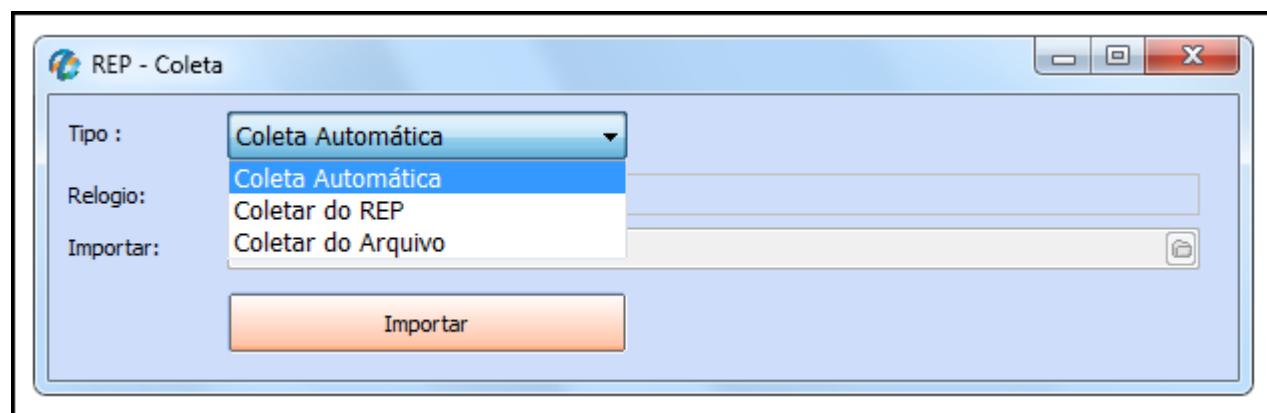 REP - Coleta
Tipo :
Coleta Automática
Coleta Automática
Relogio:
Coletar do REP
Importar:
Coletar do Arquivo
Importar